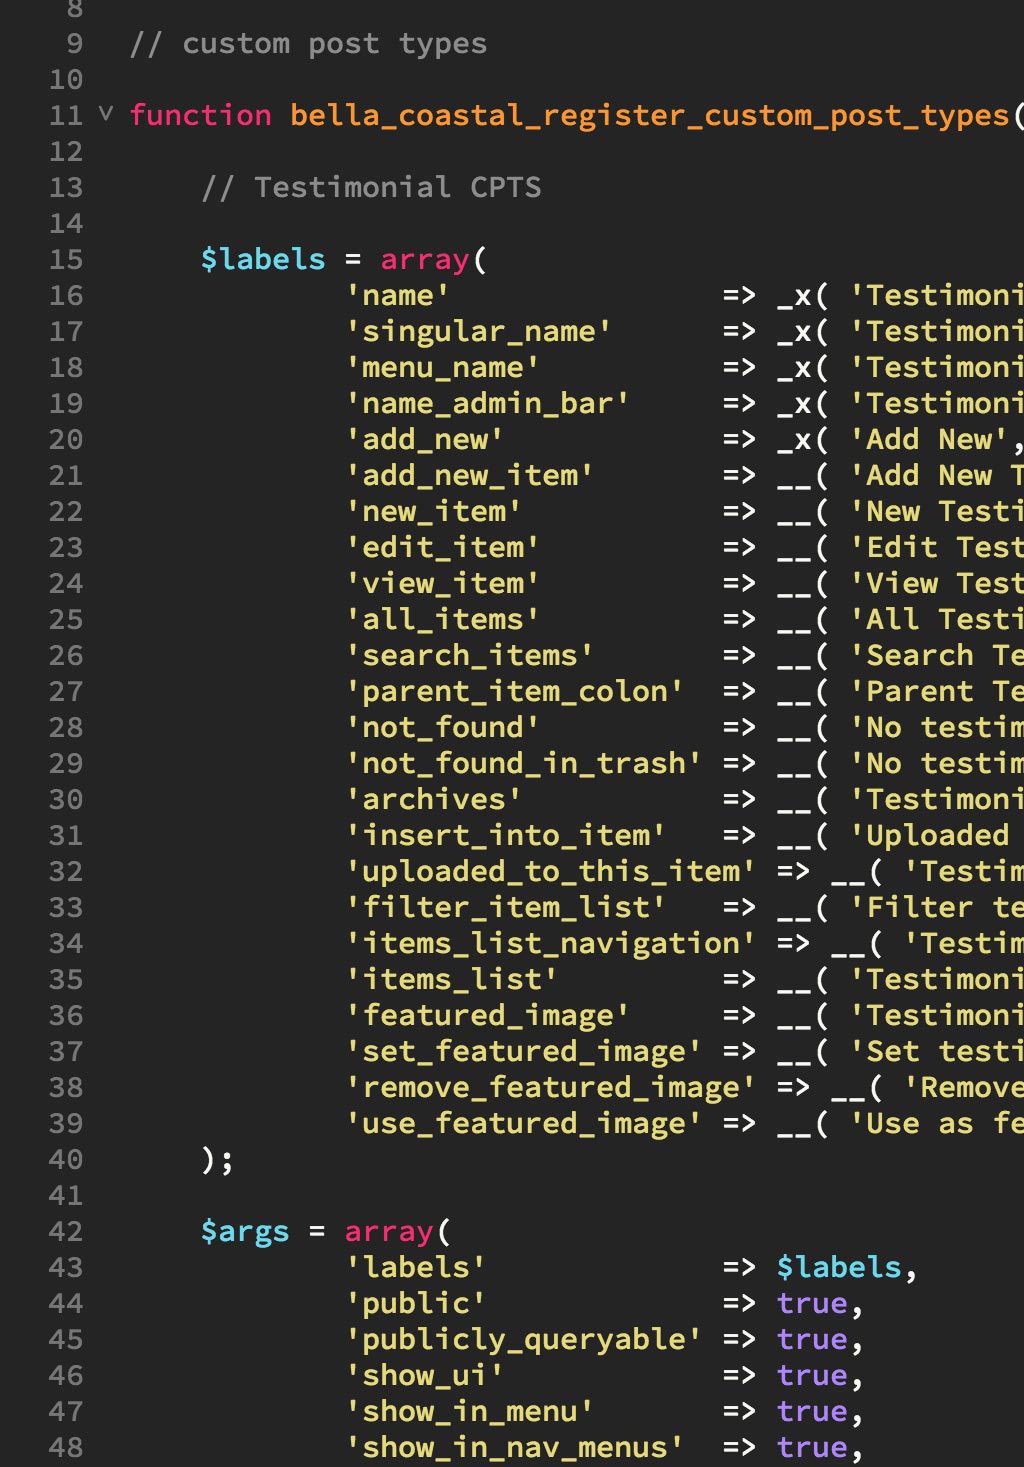 8
9 // custom post types
10
11 function bella_coastal_register_custom_post_types(
12
13 // Testimonial CPTS
14
15 $labels = array(
16 'name' => _x( 'Testimoni
17 'singular_name' => _x( 'Testimoni
18 'menu_name' => _x( 'Testimoni
19 'name_admin_bar' => _x( 'Testimoni
20 'add_new' => _x( 'Add New',
21 'add_new_item' => __( 'Add New T
22 'new_item' => __( 'New Testi
23 'edit_item' => __( 'Edit Test
24 'view_item' => __( 'View Test
25 'all_items' => __( 'All Testi
26 'search_items' => __( 'Search Te
27 'parent_item_colon' => __( 'Parent Te
28 'not_found' => __( 'No testim
29 'not_found_in_trash' => __( 'No testim
30 'archives' => __( 'Testimoni
31 'insert_into_item' => __( 'Uploaded
32 'uploaded_to_this_item' => __( 'Testim
33 'filter_item_list' => __( 'Filter te
34 'items_list_navigation' => __( 'Testim
35 'items_list' => __( 'Testimoni
36 'featured_image' => __( 'Testimoni
37 'set_featured_image' => __( 'Set testi
38 'remove_featured_image' => __( 'Remove
39 'use_featured_image' => __( 'Use as fe
40 );
41
42 $args = array(
43 'labels' => $labels,
44 'public' => true,
45 'publicly_queryable' => true,
46 'show_ui' => true,
47 'show_in_menu' => true,
48 'show_in_nav_menus' => true,